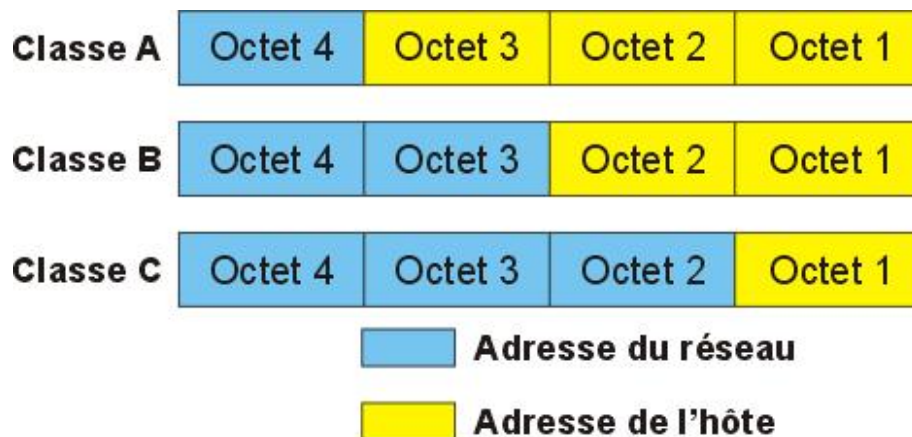 Classe A Octet 4 Octet 3 Octet 2 Octet 1
Classe B Octet 4 Octet 3 Octet 2 Octet 1
Classe C Octet 4 Octet 3 Octet 2 Octet 1
Adresse du réseau
Adresse de l'hôte